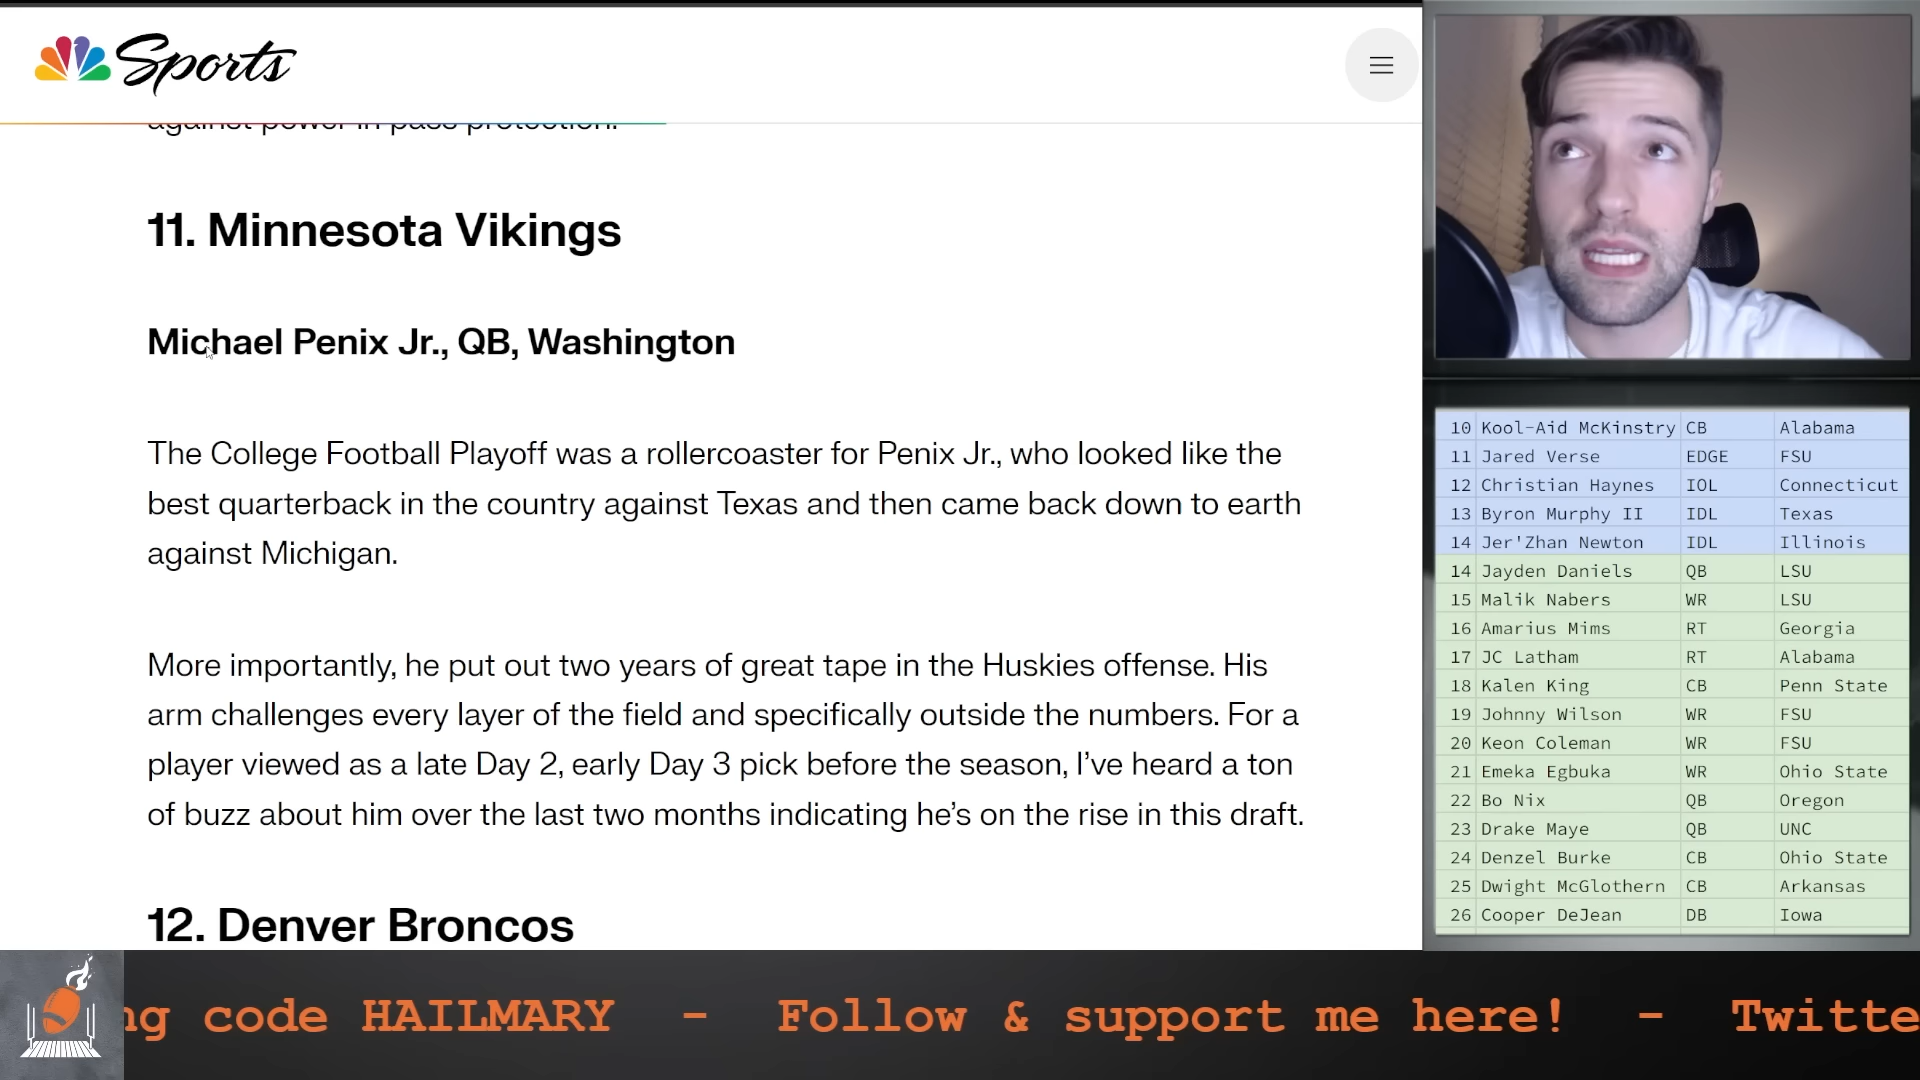 Sports
against power in pass protection.
11. Minnesota Vikings
Michael Penix Jr., QB, Washington
The College Football Playoff was a rollercoaster for Penix Jr., who looked like the
best quarterback in the country against Texas and then came back down to earth
against Michigan.
More importantly, he put out two years of great tape in the Huskies offense. His
arm challenges every layer of the field and specifically outside the numbers. For a
player viewed as a late Day 2, early Day 3 pick before the season, I’ve heard a ton
of buzz about him over the last two months indicating he’s on the rise in this draft.
12. Denver Broncos
10 Kool-Aid McKinstry CB Alabama
11 Jared Verse EDGE FSU
12 Christian Haynes IOL Connecticut
13 Byron Murphy II IDL Texas
14 Jer'Zhan Newton IDL Illinois
14 Jayden Daniels QB LSU
15 Malik Nabers WR LSU
16 Amarius Mims RT Georgia
17 JC Latham RT Alabama
18 Kalen King CB Penn State
19 Johnny Wilson WR FSU
20 Keon Coleman WR FSU
21 Emeka Egbuka WR Ohio State
22 Bo Nix QB Oregon
23 Drake Maye QB UNC
24 Denzel Burke CB Ohio State
25 Dwight McGlothern CB Arkansas
26 Cooper DeJean DB Iowa
ng code HAILMARY - Follow & support me here! - Twitte